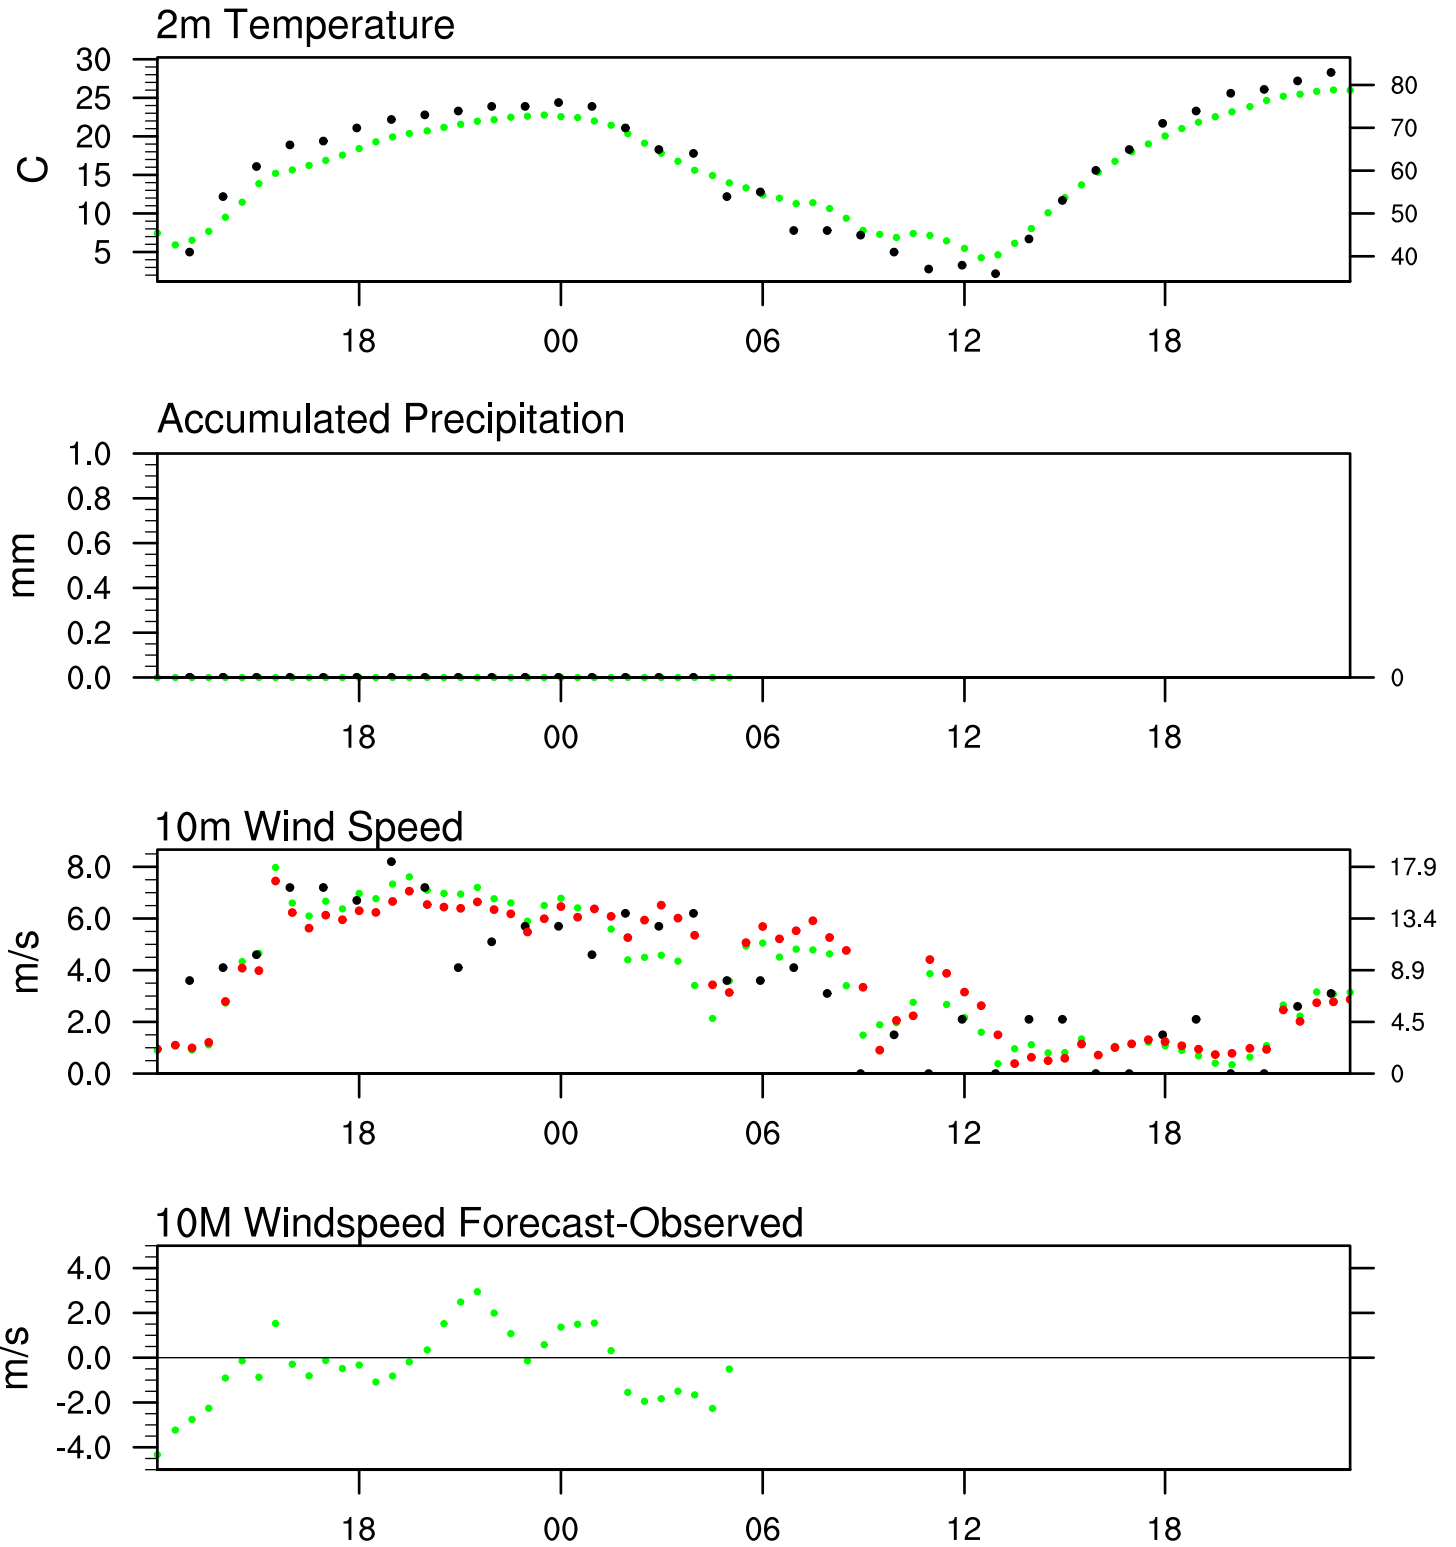 2m Temperature
30
25
20
15
10
5
C
80
70
60
50
40
18 00 06 12 18
Accumulated Precipitation
1.0
0.8
0.6
0.4
0.2
0.0
mm
0
18 00 06 12 18
10m Wind Speed
8.0
6.0
4.0
2.0
0.0
m/s
17.9
13.4
8.9
4.5
0
18 00 06 12 18
10M Windspeed Forecast-Observed
4.0
2.0
0.0
-2.0
-4.0
m/s
18 00 06 12 18